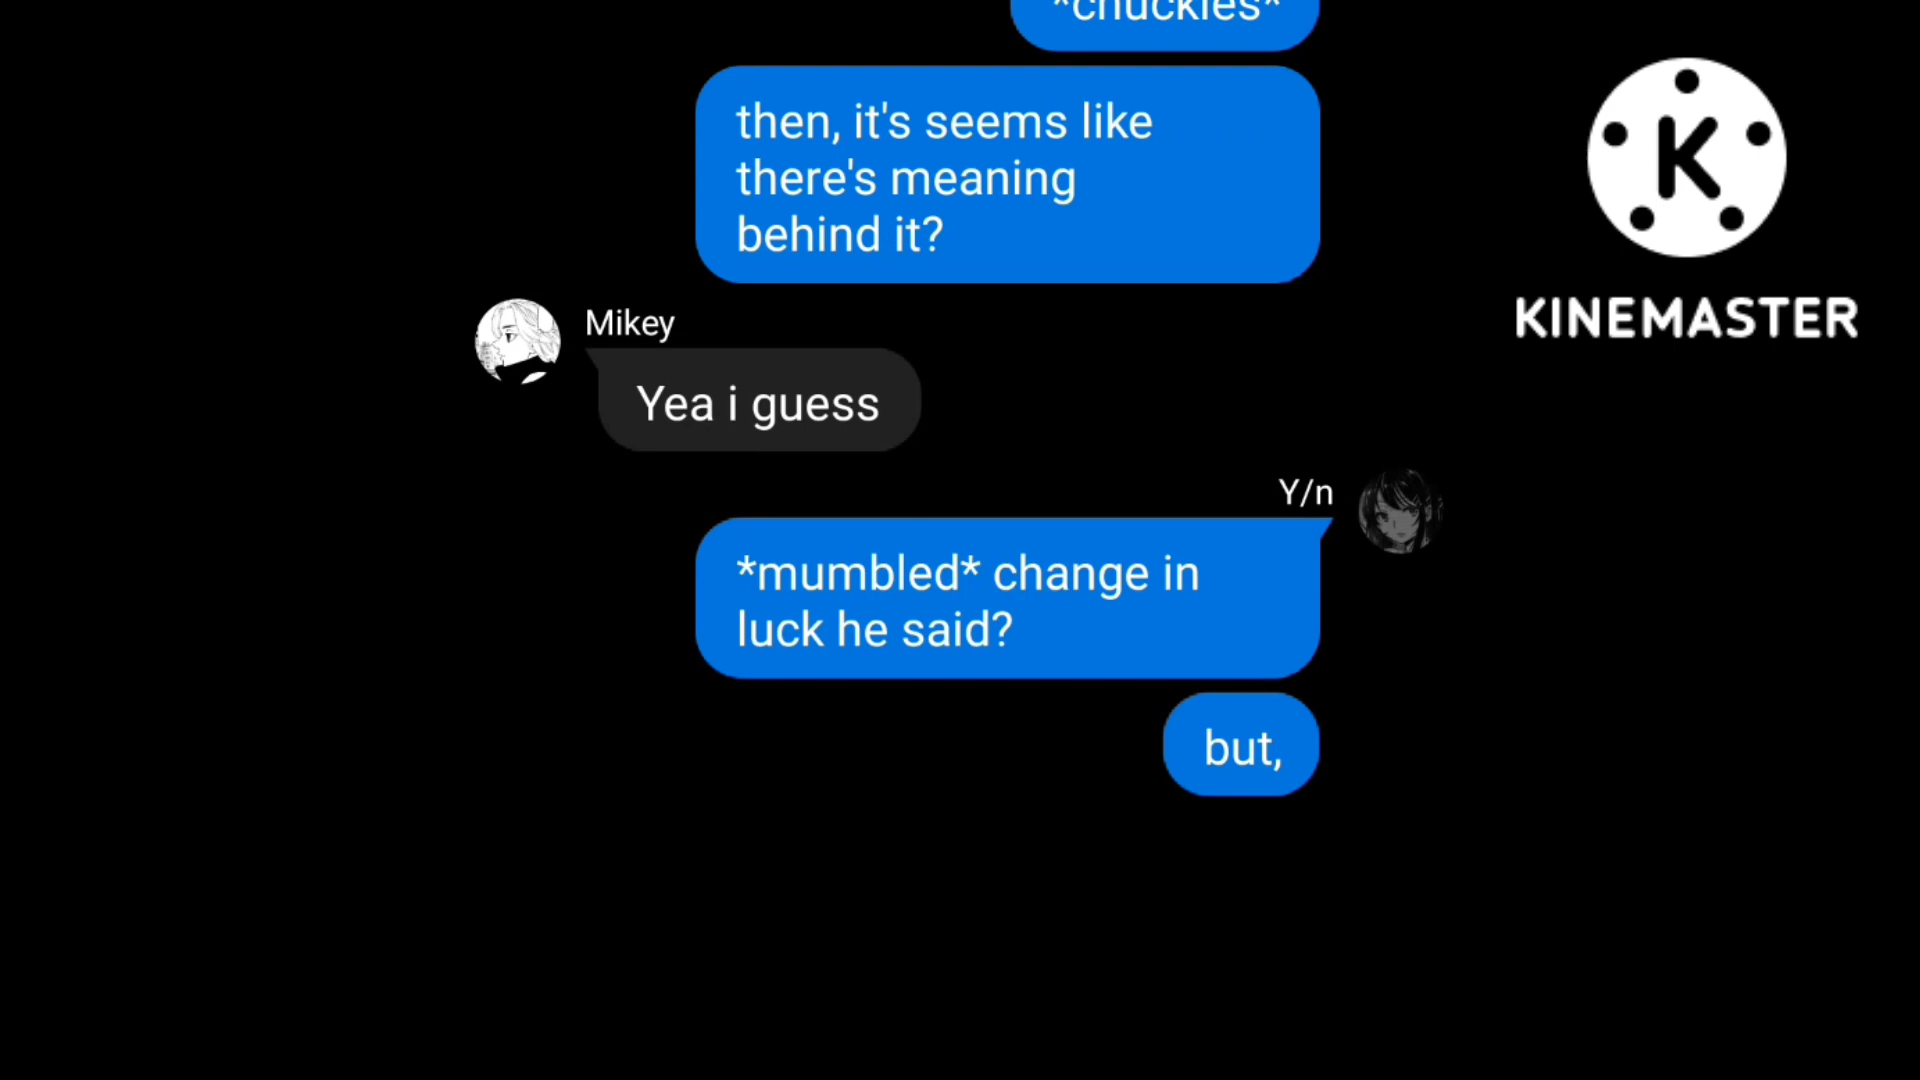 *chuckles*
then, it's seems like
there's meaning
behind it?
Mikey
Yea i guess
Y/n
*mumbled* change in
luck he said?
but,
K
KINEMASTER